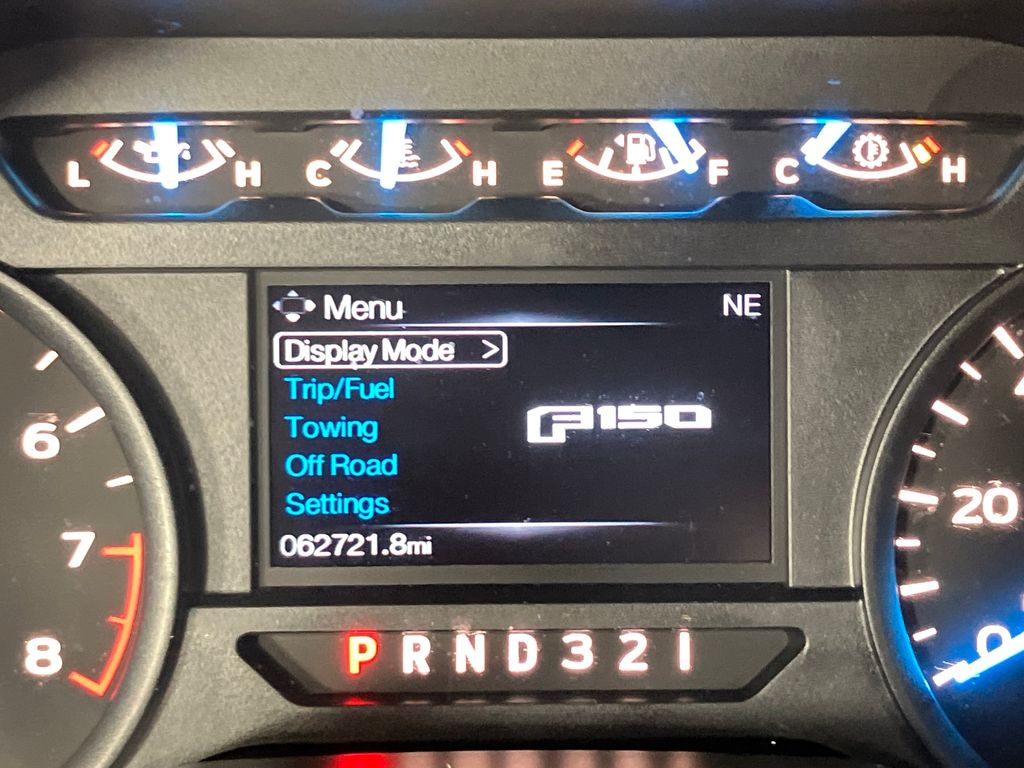 L H C H E F C H
Menu NE
Display Mode >
Trip/Fuel
F150
Towing
Off Road
Settings
062721.8mi
6
7
8
20
0
P R N D 3 2 1